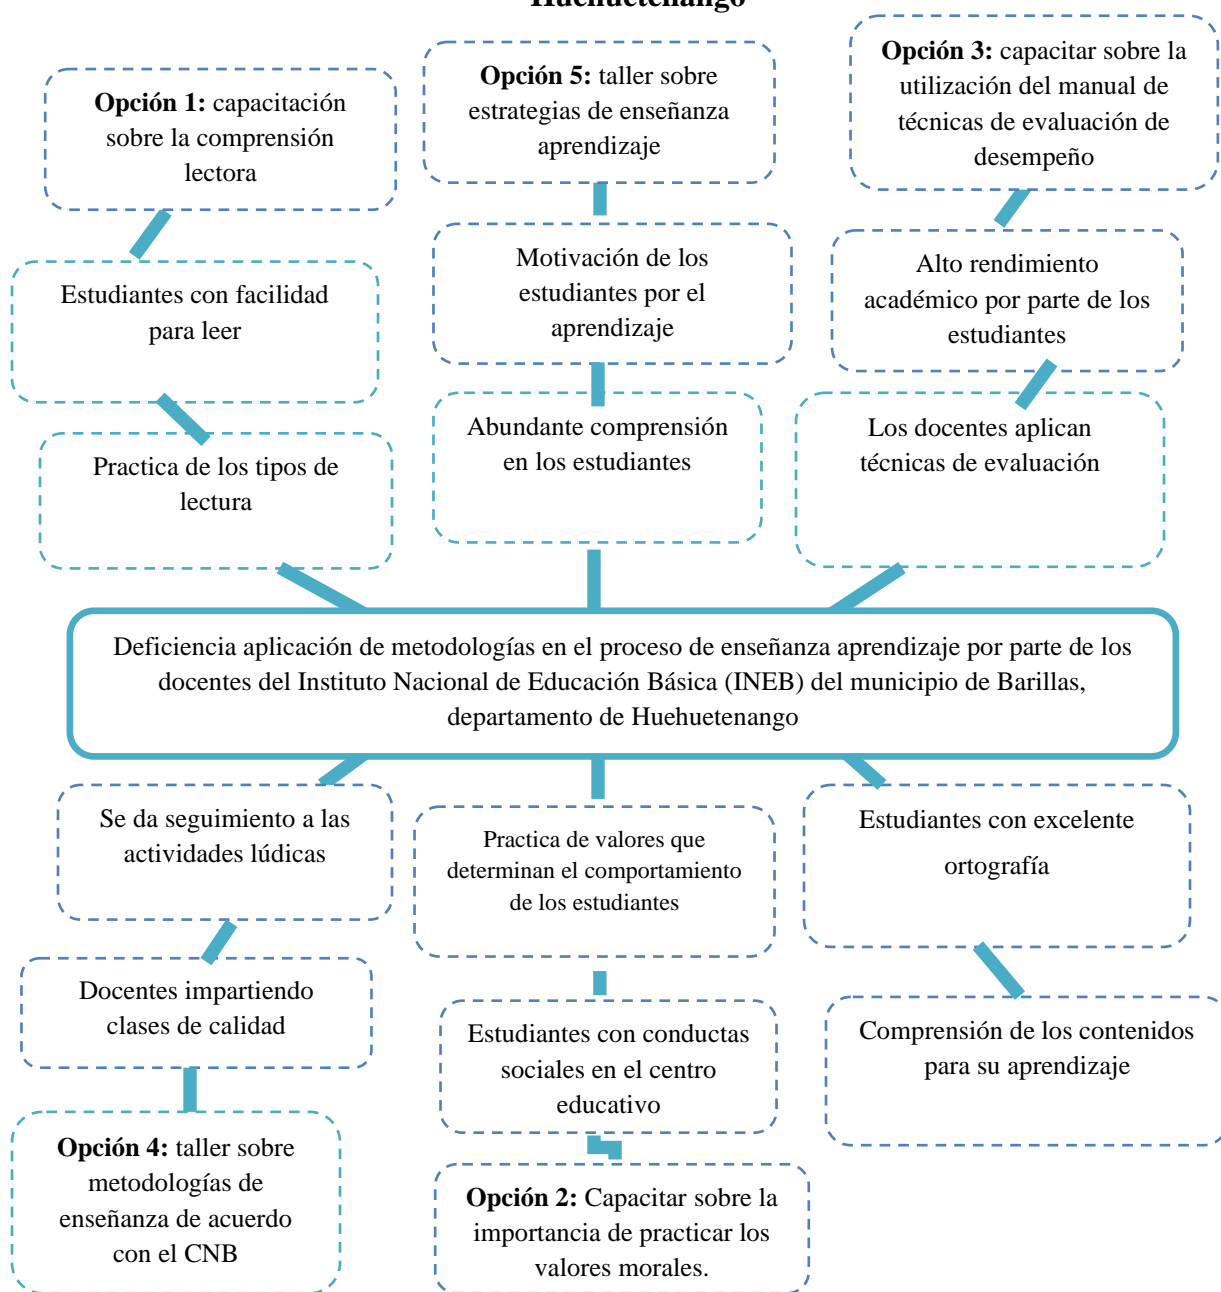 Huehuetenango
Opción 1: capacitación
sobre la comprensión
lectora
Opción 5: taller sobre
estrategias de enseñanza
aprendizaje
Opción 3: capacitar sobre la
utilización del manual de
técnicas de evaluación de
desempeño
Estudiantes con facilidad
para leer
Motivación de los
estudiantes por el
aprendizaje
Alto rendimiento
académico por parte de los
estudiantes
Practica de los tipos de
lectura
Abundante comprensión
en los estudiantes
Los docentes aplican
técnicas de evaluación
Deficiencia aplicación de metodologías en el proceso de enseñanza aprendizaje por parte de los
docentes del Instituto Nacional de Educación Básica (INEB) del municipio de Barillas,
departamento de Huehuetenango
Se da seguimiento a las
actividades lúdicas
Practica de valores que
determinan el comportamiento
de los estudiantes
Estudiantes con excelente
ortografía
Docentes impartiendo
clases de calidad
Estudiantes con conductas
sociales en el centro
educativo
Comprensión de los contenidos
para su aprendizaje
Opción 4: taller sobre
metodologías de
enseñanza de acuerdo
con el CNB
Opción 2: Capacitar sobre la
importancia de practicar los
valores morales.